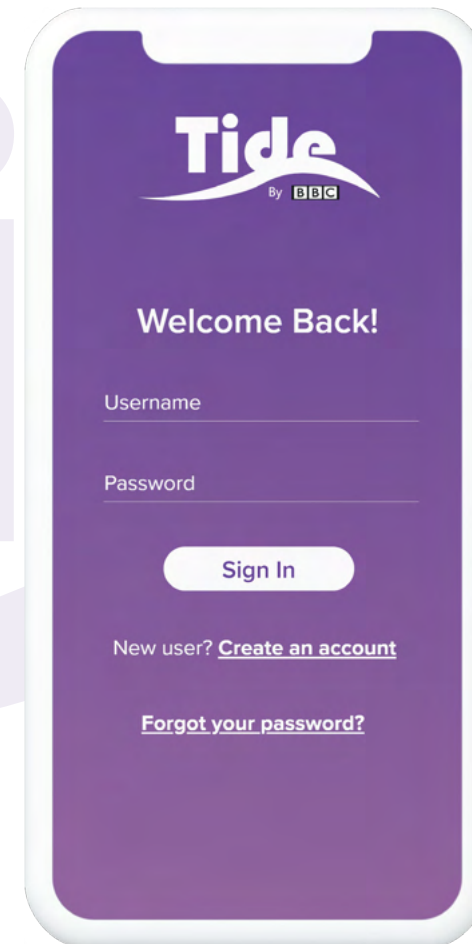 Tide
By BBC
Welcome Back!
Username
Password
Sign In
New user? Create an account
Forgot your password?